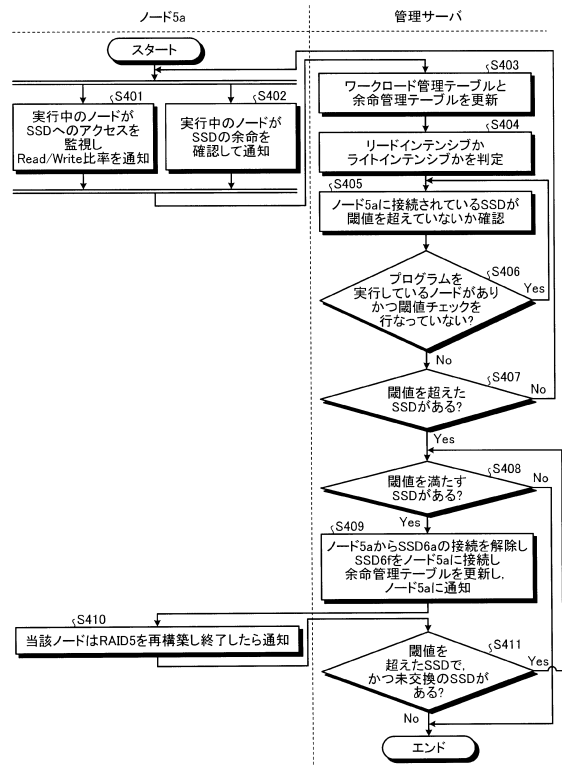 ノード5a
管理サーバ
スタート
S401
実行中のノードが
SSDへのアクセスを
監視し
Read/Write比率を通知
S402
実行中のノードが
SSDの余命を
確認して通知
S403
ワークロード管理テーブルと
余命管理テーブルを更新
S404
リードインテンシブか
ライトインテンシブかを判定
S405
ノード5aに接続されているSSDが
閾値を超えていないか確認
S406
プログラムを
実行しているノードがあり
かつ閾値チェックを
行なっていない?
Yes
No
S407
閾値を超えた
SSDがある?
No
Yes
S408
閾値を満たす
SSDがある?
No
Yes
S409
ノード5aからSSD6aの接続を解除し
SSD6fをノード5aに接続し
余命管理テーブルを更新し,
ノード5aに通知
S410
当該ノードはRAID5を再構築し終了したら通知
S411
閾値を
超えたSSDで,
かつ未交換のSSDが
ある?
Yes
No
エンド